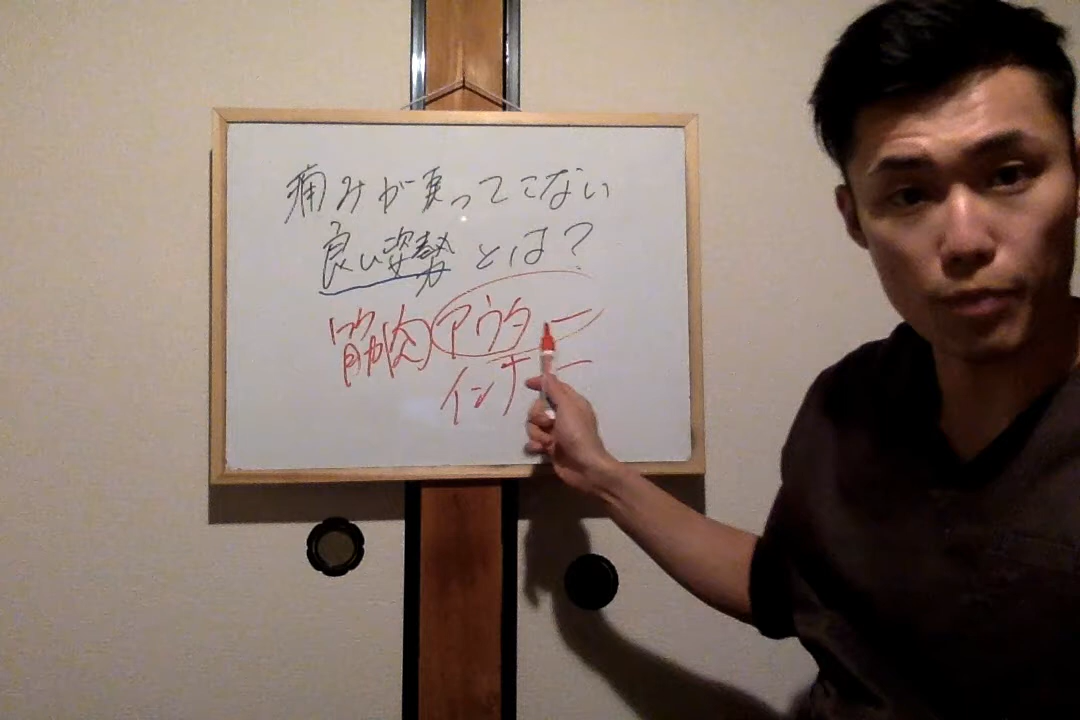 痛みが乗ってこない
良い姿勢とは?
筋肉 アウター
インナー